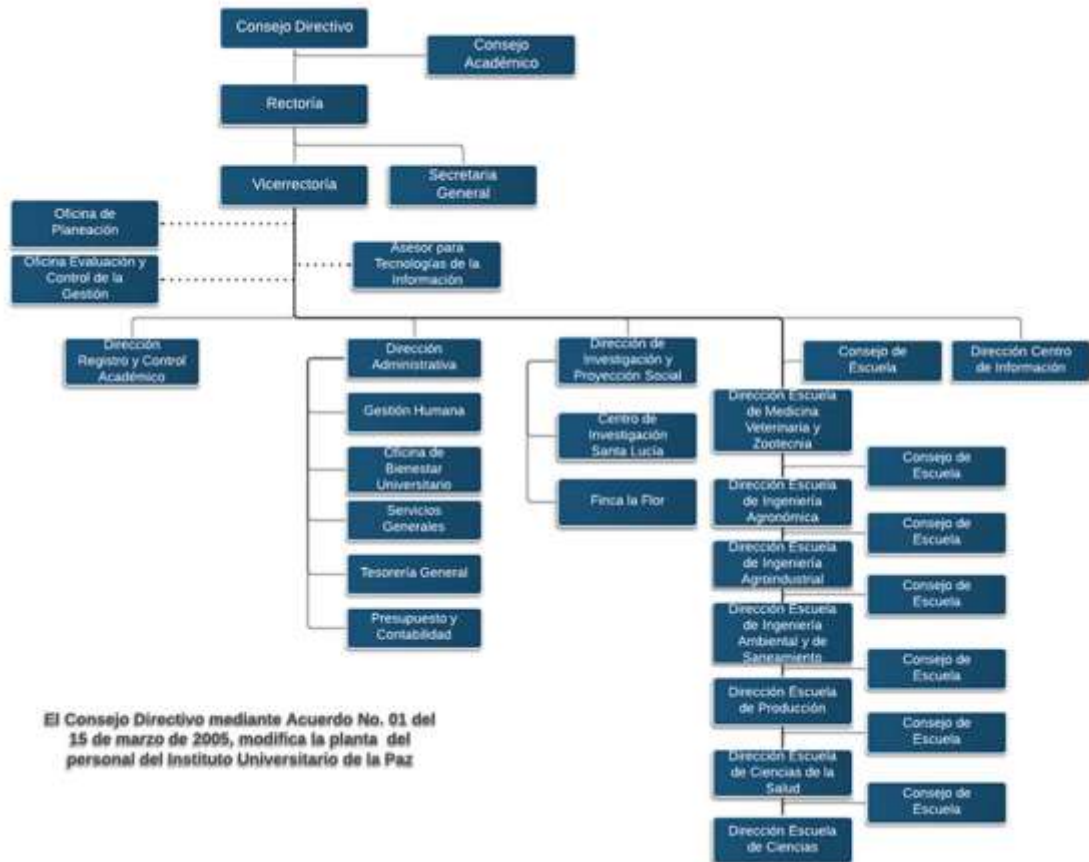 Consejo Directivo
Consejo
Académico
Rectoría
Vicerrectoría
Secretaria
General
Oficina de
Planeación
Oficina Evaluación y
Control de la
Gestión
Asesor para
Tecnologías de la
Información
Dirección
Registro y Control
Académico
Dirección
Administrativa
Gestión Humana
Oficina de
Bienestar
Universitario
Servicios
Generales
Tesorería General
Presupuesto y
Contabilidad
Dirección de
Investigación y
Proyección Social
Centro de
Investigación
Santa Lucía
Finca la Flor
Consejo de
Escuela
Dirección Centro
de Información
Dirección Escuela
de Medicina
Veterinaria y
Zootecnia
Consejo de
Escuela
Dirección Escuela
de Ingeniería
Agronómica
Consejo de
Escuela
Dirección Escuela
de Ingeniería
Agroindustrial
Consejo de
Escuela
Dirección Escuela
de Ingeniería
Ambiental y de
Saneamiento
Consejo de
Escuela
Dirección Escuela
de Producción
Consejo de
Escuela
Dirección Escuela
de Ciencias de la
Salud
Consejo de
Escuela
Dirección Escuela
de Ciencias
El Consejo Directivo mediante Acuerdo No. 01 del
15 de marzo de 2005, modifica la planta del
personal del Instituto Universitario de la Paz